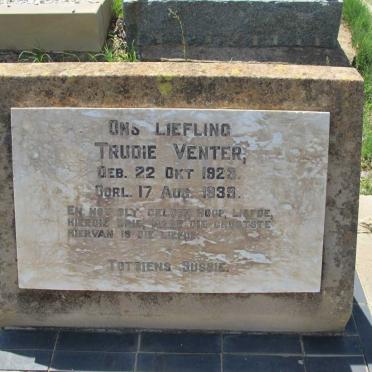 ONS LIEFLING
TRUDIE VENTER,
GEB. 22 OKT 1923.
OORL. 17 AUG. 1939.
EN NOU BLY GELOOF, HOOP, LIEFDE,
HIERDIE DRIE, MAAR DIE GROOTSTE
HIERVAN IS DIE LIEFDE.
TOTSIENS SUSSIE.